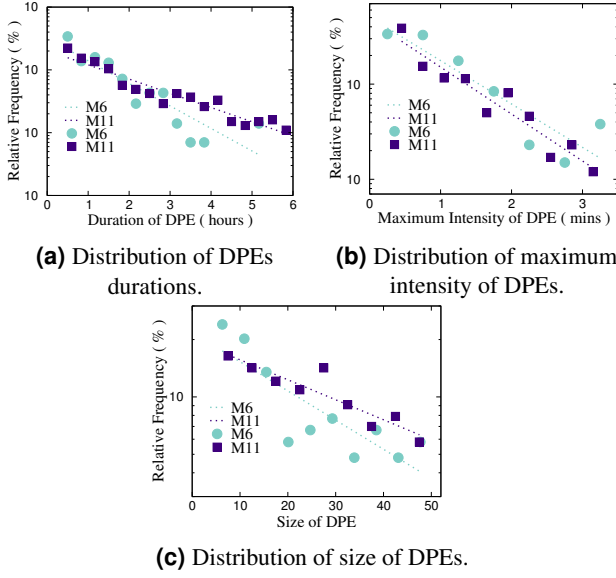 10
10
10
10
Relative Frequency ( % )
M6
M11
M6
M11
0 1 2 3 4 5 6
Duration of DPE ( hours )
(a) Distribution of DPEs
durations.
10
10
Relative Frequency ( % )
M6
M11
M6
M11
0 1 2 3
Maximum Intensity of DPE ( mins )
(b) Distribution of maximum
intensity of DPEs.
10
Relative Frequency ( % )
M6
M11
M6
M11
0 10 20 30 40 50
Size of DPE
(c) Distribution of size of DPEs.